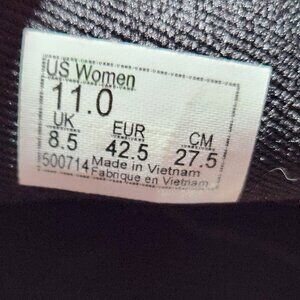 US Women
11.0
UK EUR CM
8.5 42.5 27.5
500714 Made in Vietnam
Fabriqué en Vietnam